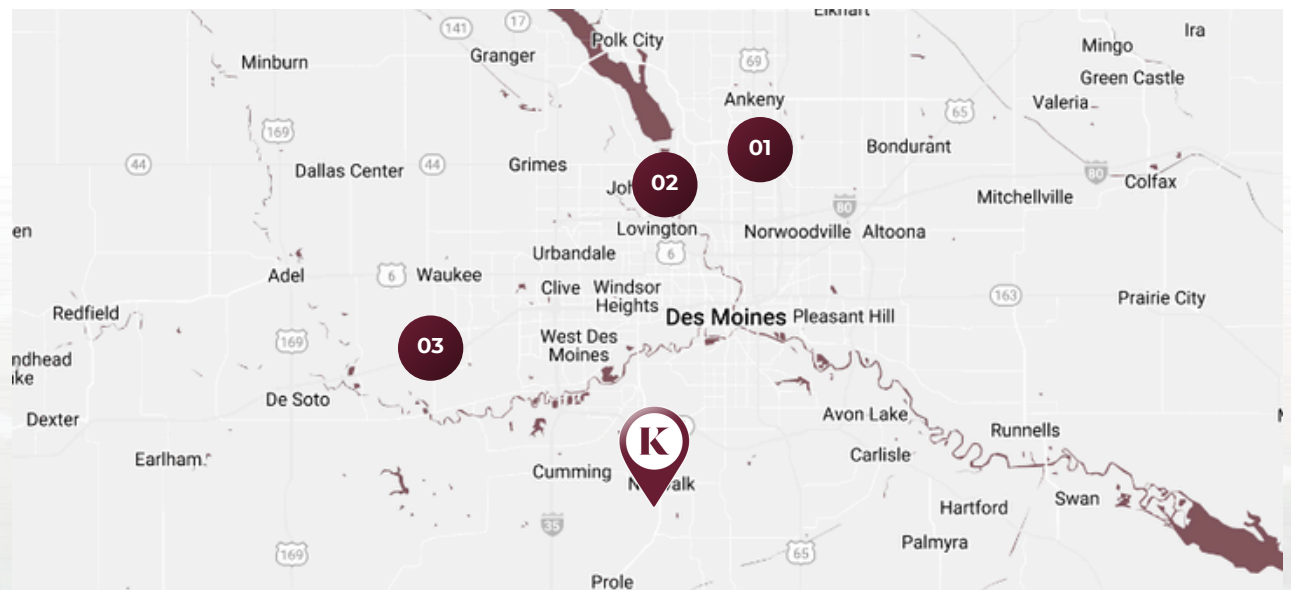 Elkhart
17
Ira
141
Polk City
Mingo
Granger
69
Minburn
Green Castle
Ankeny
Valeria
65
169
01
Bondurant
44
Dallas Center
44
Grimes
80
Colfax
02
Joh
Mitchellville
80
en
Lovington
Norwoodville
Altoona
Urbandale
6
Adel
6
Waukee
Clive
Windsor
Heights
163
Prairie City
Redfield
Des Moines
Pleasant Hill
169
West Des
Moines
03
ndhead
ke
De Soto
Dexter
Avon Lake
Runnells
K
Carlisle
Earlham
Cumming
N
alk
Swan
Hartford
35
169
65
Palmyra
Prole